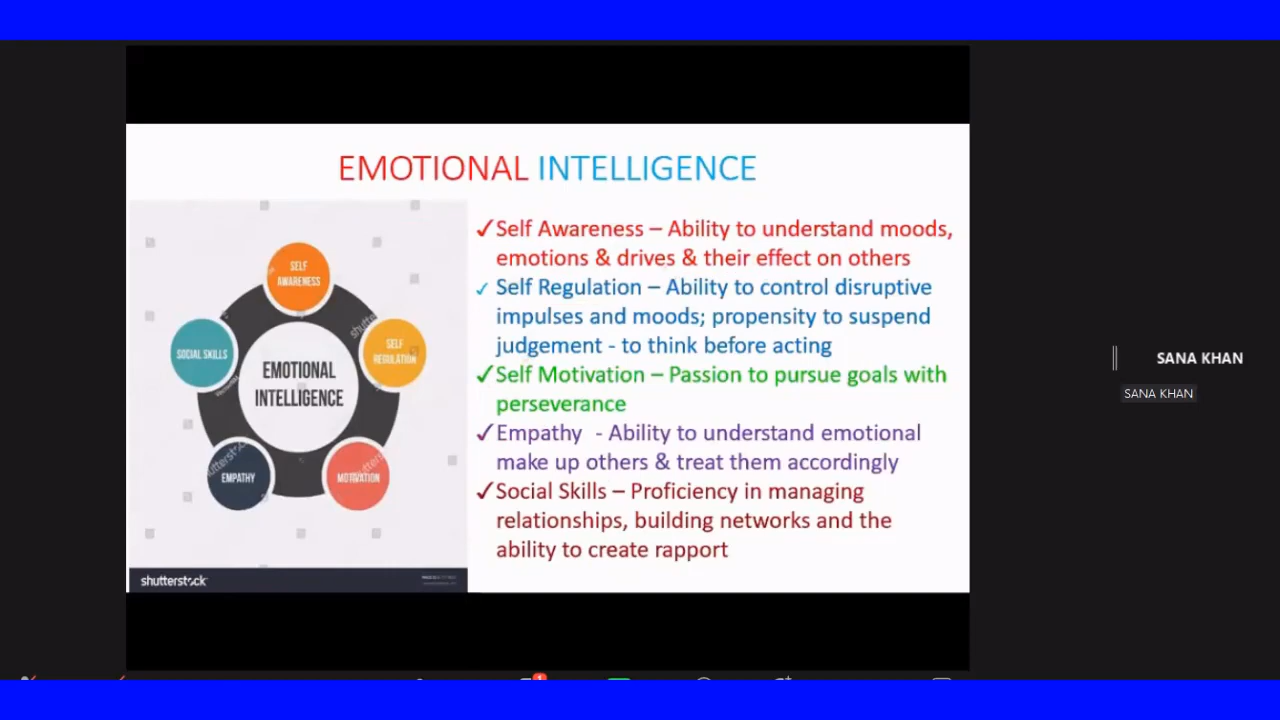 EMOTIONAL INTELLIGENCE
SELF
AWARENESS
SOCIAL SKILLS
SELF
REGULATION
EMOTIONAL
INTELLIGENCE
EMPATHY
MOTIVATION
shutterstock
✓Self Awareness – Ability to understand moods,
emotions & drives & their effect on others
✓ Self Regulation – Ability to control disruptive
impulses and moods; propensity to suspend
judgement - to think before acting
✓Self Motivation – Passion to pursue goals with
perseverance
✓Empathy - Ability to understand emotional
make up others & treat them accordingly
✓Social Skills – Proficiency in managing
relationships, building networks and the
ability to create rapport
SANA KHAN
SANA KHAN